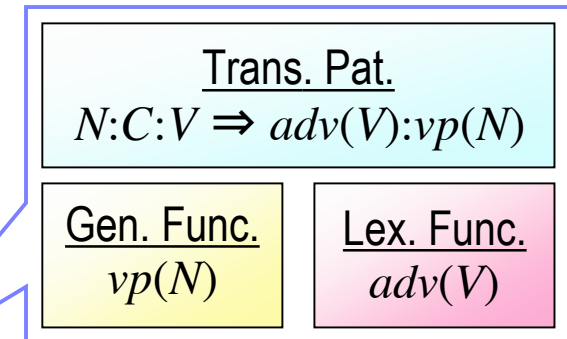 Trans. Pat.
N:C:V ⇒ adv(V):vp(N)
Gen. Func.
vp(N)
Lex. Func.
adv(V)